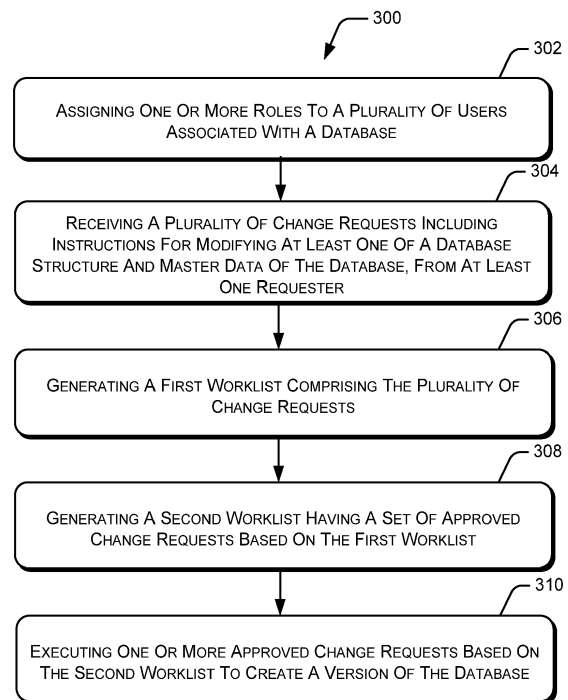 300
302
ASSIGNING ONE OR MORE ROLES TO A PLURALITY OF USERS
ASSOCIATED WITH A DATABASE
304
RECEIVING A PLURALITY OF CHANGE REQUESTS INCLUDING
INSTRUCTIONS FOR MODIFYING AT LEAST ONE OF A DATABASE
STRUCTURE AND MASTER DATA OF THE DATABASE, FROM AT LEAST
ONE REQUESTER
306
GENERATING A FIRST WORKLIST COMPRISING THE PLURALITY OF
CHANGE REQUESTS
308
GENERATING A SECOND WORKLIST HAVING A SET OF APPROVED
CHANGE REQUESTS BASED ON THE FIRST WORKLIST
310
EXECUTING ONE OR MORE APPROVED CHANGE REQUESTS BASED ON
THE SECOND WORKLIST TO CREATE A VERSION OF THE DATABASE